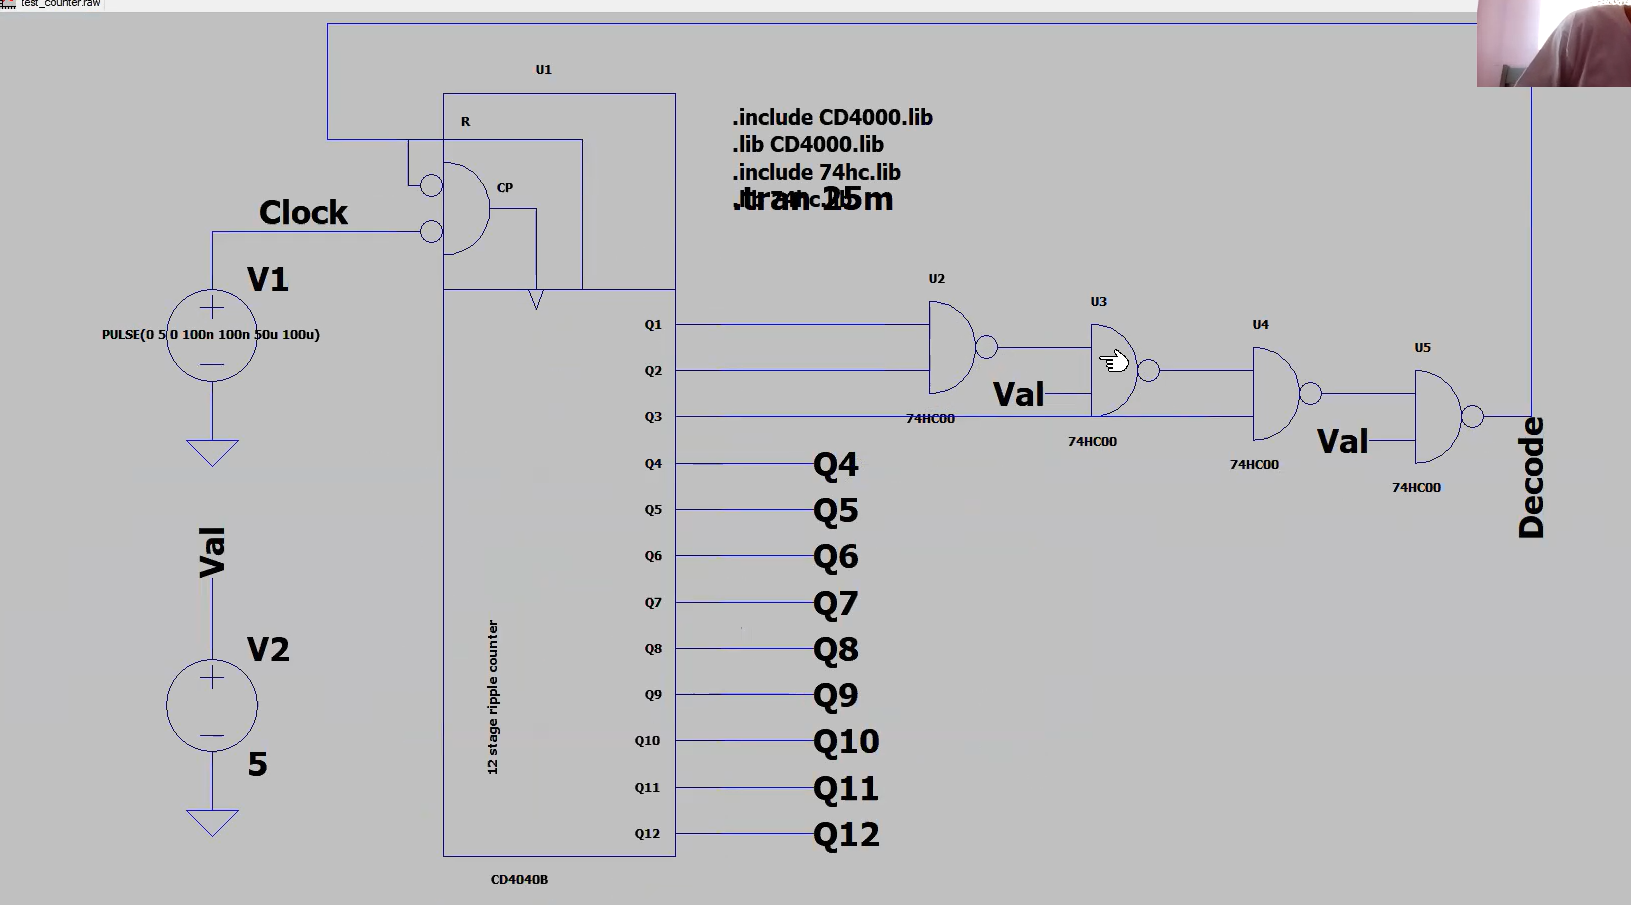 test_counter.raw
U1
R
.include CD4000.lib
.lib CD4000.lib
.include 74hc.lib
.lib 74hc.lib
.tran 25m
CP
Clock
V1
PULSE(0 5 0 100n 100n 50u 100u)
U2
U3
U4
U5
Q1
Q2
Q3
Val
74HC00
74HC00
Val
74HC00
74HC00
Decode
Q4 Q4
Q5 Q5
Q6 Q6
Q7 Q7
Q8 Q8
Q9 Q9
Q10 Q10
Q11 Q11
Q12 Q12
Val
V2
5
12 stage ripple counter
CD4040B